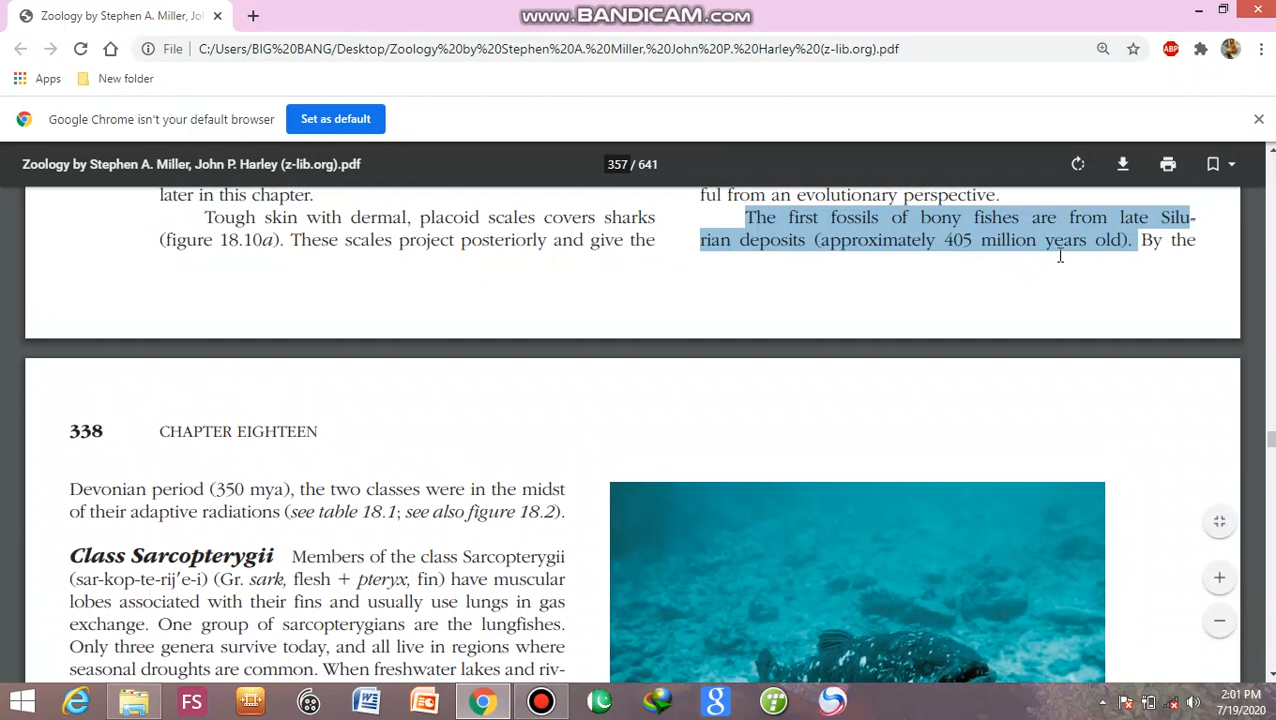 Zoology by Stephen A. Miller, Jo
www.BANDICAM.com
File
C:/Users/BIG%20BANG/Desktop/Zoology%20by%20Stephen%20A.%20Miller,%20John%20P.%20Harley%20(z-lib.org).pdf
ABP
Apps
New folder
Google Chrome isn't your default browser
Set as default
Zoology by Stephen A. Miller, John P. Harley (z-lib.org).pdf
357 / 641
later in this chapter.
Tough skin with dermal, placoid scales covers sharks
(figure 18.10a). These scales project posteriorly and give the
ful from an evolutionary perspective.
The first fossils of bony fishes are from late Silu-
rian deposits (approximately 405 million years old). By the
338 CHAPTER EIGHTEEN
Devonian period (350 mya), the two classes were in the midst
of their adaptive radiations (see table 18.1; see also figure 18.2).
Class Sarcopterygii Members of the class Sarcopterygii
(sar-kop-te-rij′e-i) (Gr. sark, flesh + pteryx, fin) have muscular
lobes associated with their fins and usually use lungs in gas
exchange. One group of sarcopterygians are the lungfishes.
Only three genera survive today, and all live in regions where
seasonal droughts are common. When freshwater lakes and riv-
FS
2:01 PM
7/19/2020